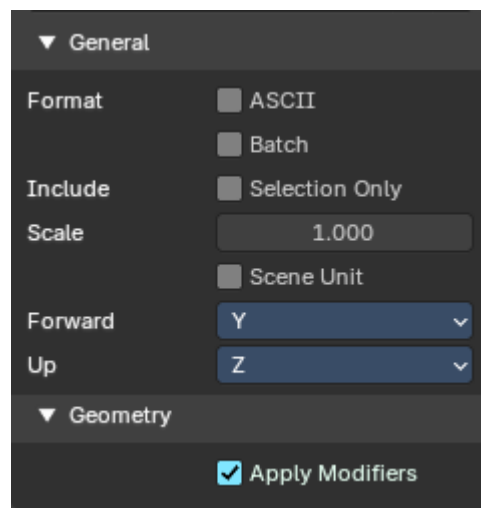 General
Format ASCII
Batch
Include Selection Only
Scale 1.000
Scene Unit
Forward Y
Up Z
Geometry
Apply Modifiers